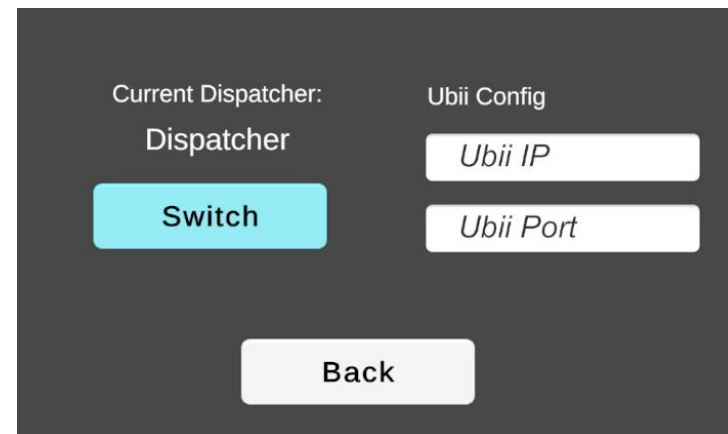 Current Dispatcher:
Dispatcher
Switch
Ubii Config
Ubii IP
Ubii Port
Back